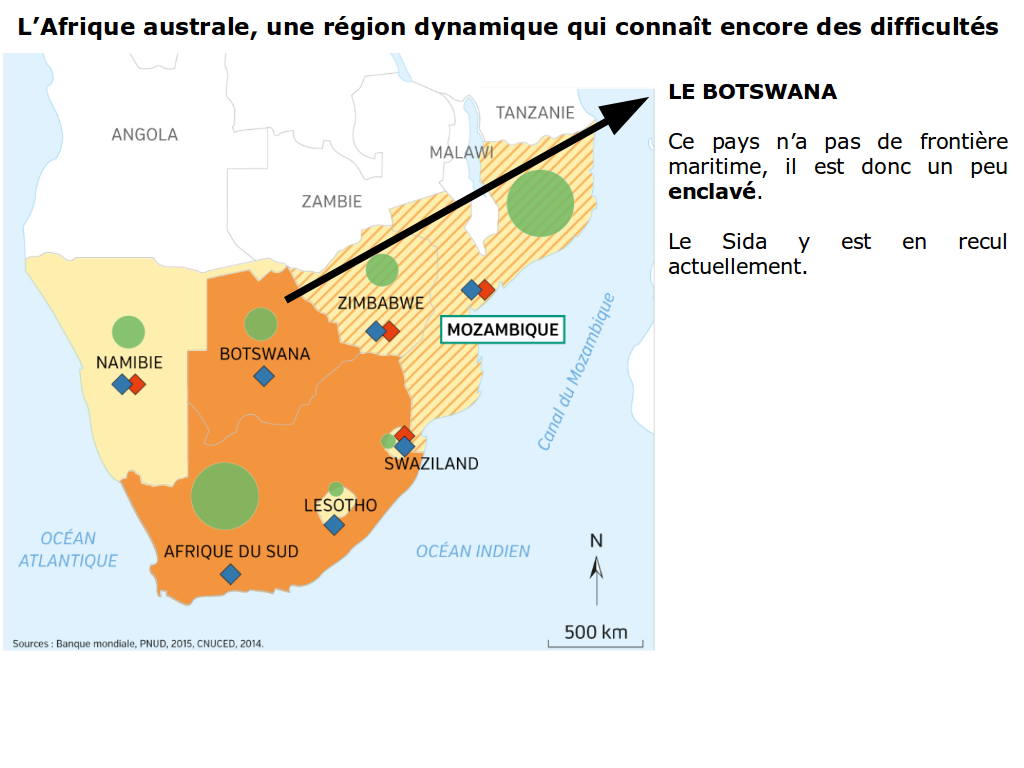 L’Afrique australe, une région dynamique qui connaît encore des difficultés
LE BOTSWANA
Ce pays n’a pas de frontière
maritime, il est donc un peu
enclavé.
Le Sida y est en recul
actuellement.
TANZANIE
ANGOLA
MALAWI
ZAMBIE
ZIMBABWE
MOZAMBIQUE
BOTSWANA
NAMIBIE
Canal du Mozambique
SWAZILAND
LESOTHO
AFRIQUE DU SUD
OCÉAN
ATLANTIQUE
OCÉAN INDIEN
N
500 km
Sources : Banque mondiale, PNUD, 2015, CNUCED, 2014.